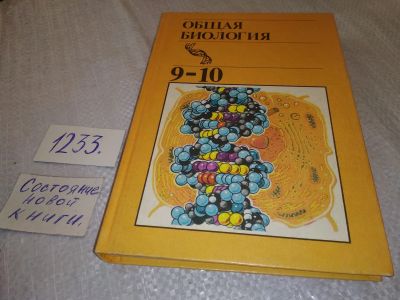 ОБЩАЯ
БИОЛОГИЯ
9-10
1233.
Состояние
новой
книги.